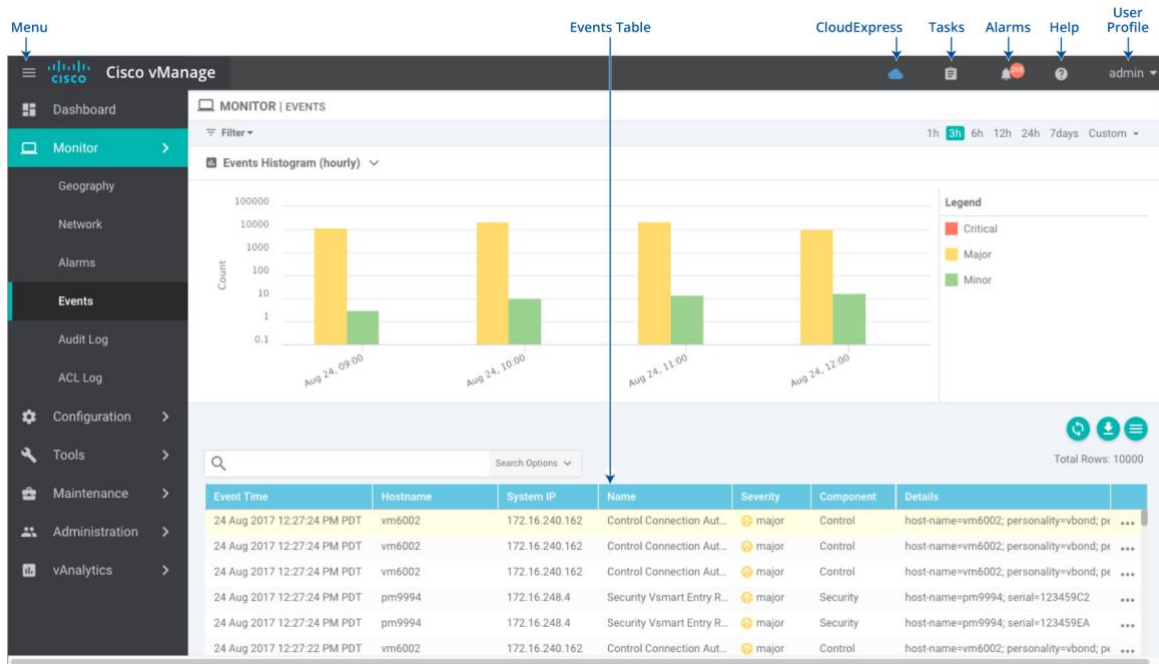 Menu
Events Table
CloudExpress
Tasks
Alarms
Help
User Profile
cisco Cisco vManage
admin
Dashboard
Monitor
Geography
Network
Alarms
Events
Audit Log
ACL Log
Configuration
Tools
Maintenance
Administration
vAnalytics
MONITOR | EVENTS
Filter
1h 3h 6h 12h 24h 7days Custom
Events Histogram (hourly)
Count
100000
10000
1000
100
10
1
0.1
Aug 24, 09:00
Aug 24, 10:00
Aug 24, 11:00
Aug 24, 12:00
Legend
Critical
Major
Minor
Search Options
Total Rows: 10000
Event Time Hostname System IP Name Severity Component Details
24 Aug 2017 12:27:24 PM PDT vm6002 172.16.240.162 Control Connection Aut... major Control host-name=vm6002; personality=vbond; pe ...
24 Aug 2017 12:27:24 PM PDT vm6002 172.16.240.162 Control Connection Aut... major Control host-name=vm6002; personality=vbond; pe ...
24 Aug 2017 12:27:24 PM PDT vm6002 172.16.240.162 Control Connection Aut... major Control host-name=vm6002; personality=vbond; pe ...
24 Aug 2017 12:27:24 PM PDT pm9994 172.16.248.4 Security Vsmart Entry R... major Security host-name=pm9994; serial=123459C2 ...
24 Aug 2017 12:27:24 PM PDT pm9994 172.16.248.4 Security Vsmart Entry R... major Security host-name=pm9994; serial=123459EA ...
24 Aug 2017 12:27:22 PM PDT vm6002 172.16.240.162 Control Connection Aut... major Control host-name=vm6002; personality=vbond; pe ...